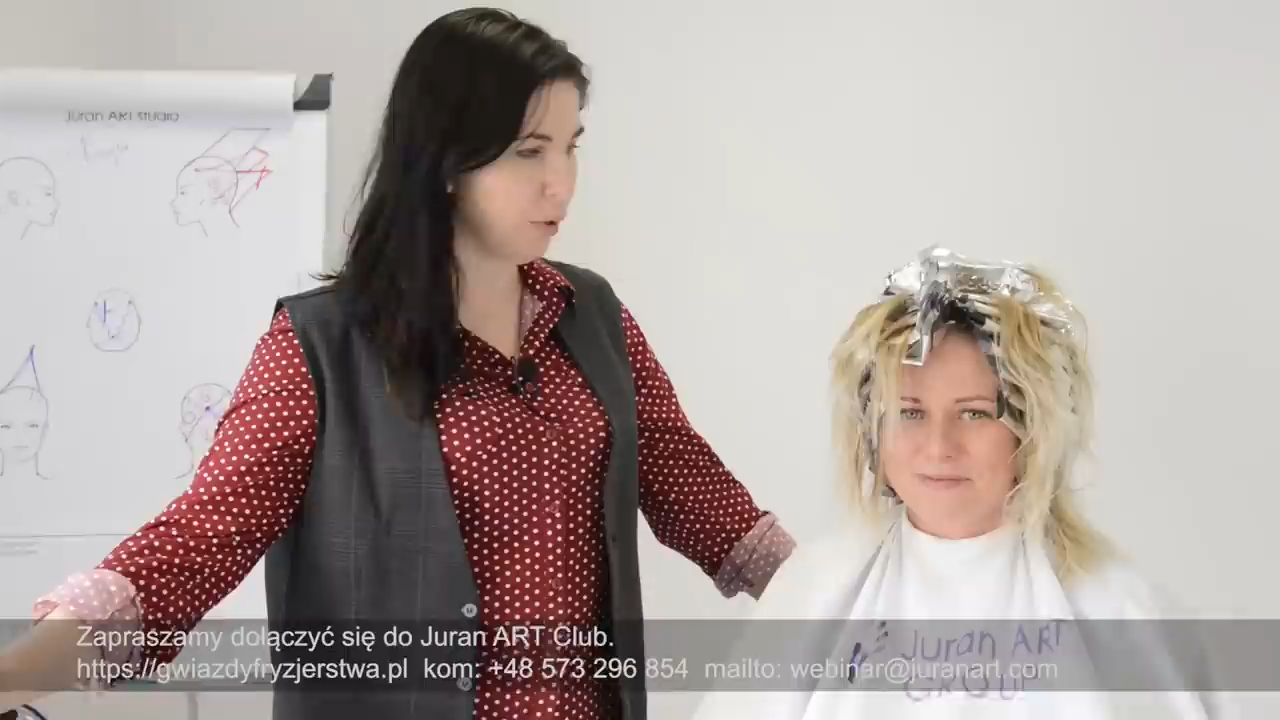 Juran ART studio
Zapraszamy dołączyć się do Juran ART Club.
https://gwiazdyfryzjerstwa.pl kom: +48 573 296 854 mailto: webinar@juranart.com
Juran ART
GROUP